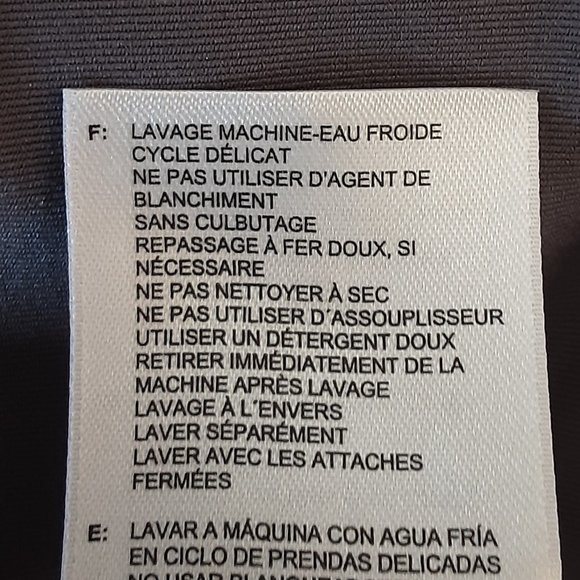 F: LAVAGE MACHINE-EAU FROIDE
CYCLE DÉLICAT
NE PAS UTILISER D'AGENT DE
BLANCHIMENT
SANS CULBUTAGE
REPASSAGE À FER DOUX, SI
NÉCESSAIRE
NE PAS NETTOYER À SEC
NE PAS UTILISER D´ASSOUPLISSEUR
UTILISER UN DÉTERGENT DOUX
RETIRER IMMÉDIATEMENT DE LA
MACHINE APRÈS LAVAGE
LAVAGE À L´ENVERS
LAVER SÉPARÉMENT
LAVER AVEC LES ATTACHES
FERMÉES
E: LAVAR A MÁQUINA CON AGUA FRÍA
EN CICLO DE PRENDAS DELICADAS
NO USAR